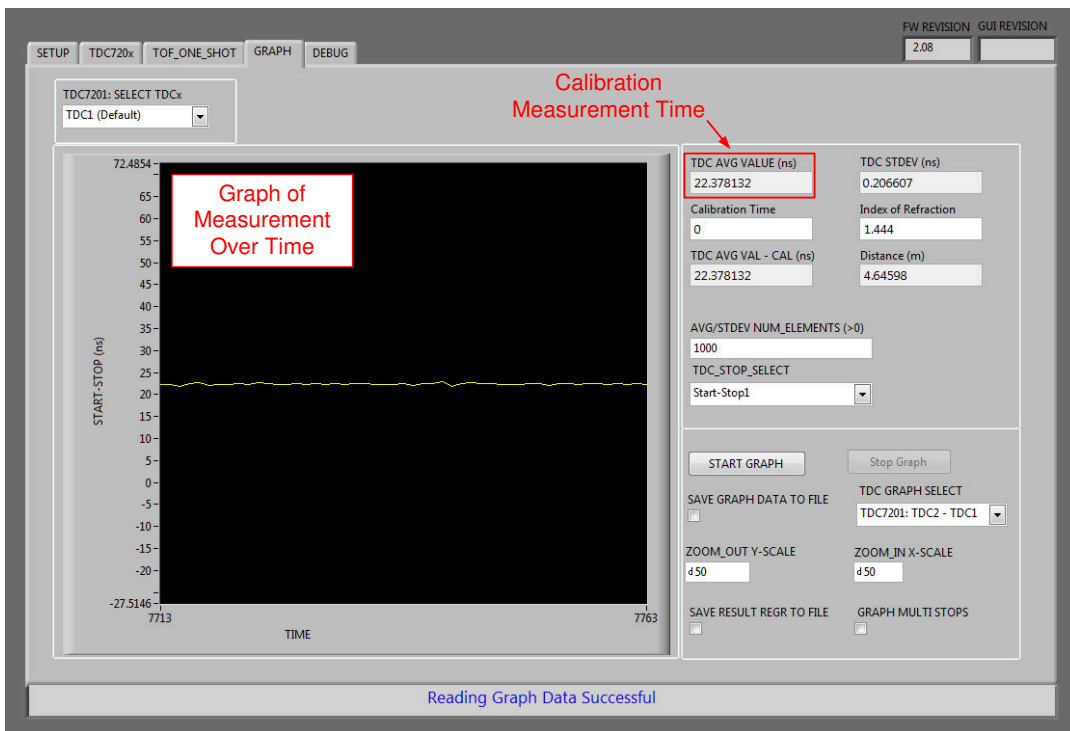 FW REVISION GUI REVISION
2.08
SETUP TDC720x TOF_ONE_SHOT GRAPH DEBUG
TDC7201: SELECT TDCx
TDC1 (Default)
Calibration
Measurement Time
72.4854
65
60
55
50
45
40
35
30
25
20
15
10
5
0
-5
-10
-15
-20
-27.5146
START-STOP (ns)
Graph of
Measurement
Over Time
7713 7763
TIME
TDC AVG VALUE (ns) TDC STDEV (ns)
22.378132 0.206607
Calibration Time Index of Refraction
0 1.444
TDC AVG VAL - CAL (ns) Distance (m)
22.378132 4.64598
AVG/STDEV NUM_ELEMENTS (>0)
1000
TDC_STOP_SELECT
Start-Stop1
START GRAPH Stop Graph
SAVE GRAPH DATA TO FILE TDC GRAPH SELECT
TDC7201: TDC2 - TDC1
ZOOM_OUT Y-SCALE ZOOM_IN X-SCALE
d 50 d 50
SAVE RESULT REGR TO FILE GRAPH MULTI STOPS
Reading Graph Data Successful